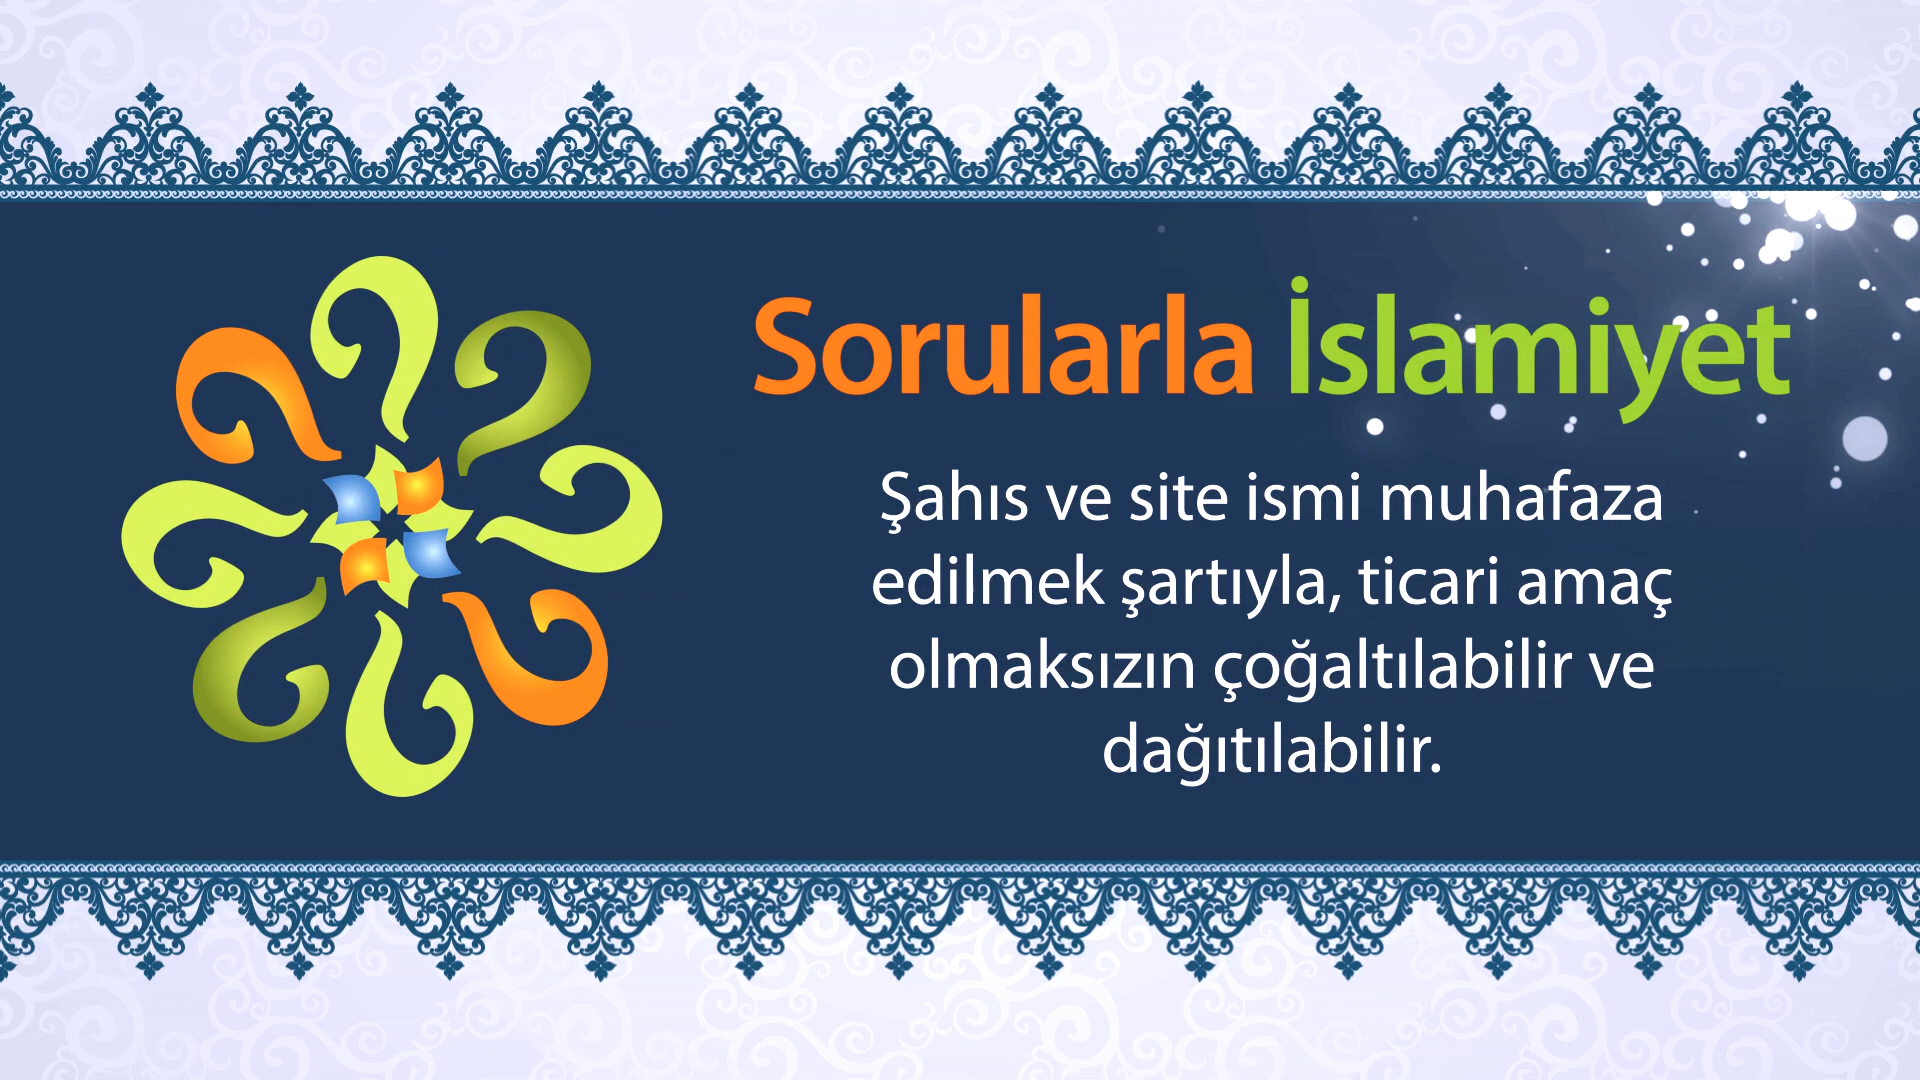 Sorularla İslamiyet
Şahıs ve site ismi muhafaza
edilmek şartıyla, ticari amaç
olmaksızın çoğaltılabilir ve
dağıtılabilir.